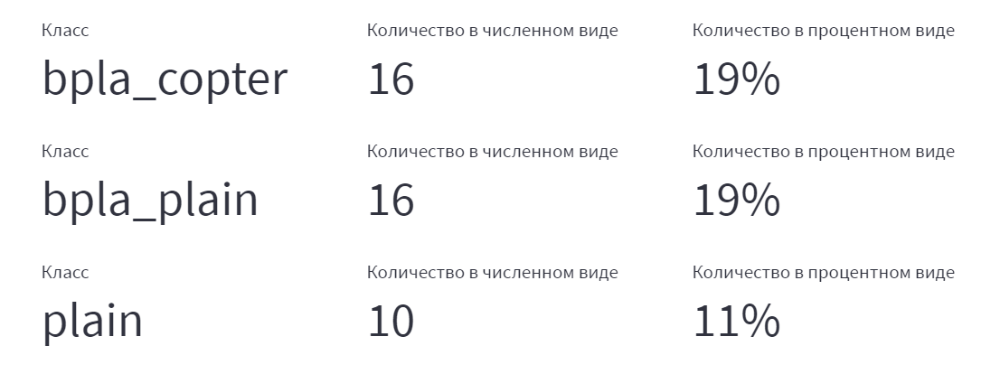 Класс Количество в численном виде Количество в процентном виде
bpla_copter 16 19%
Класс Количество в численном виде Количество в процентном виде
bpla_plain 16 19%
Класс Количество в численном виде Количество в процентном виде
plain 10 11%